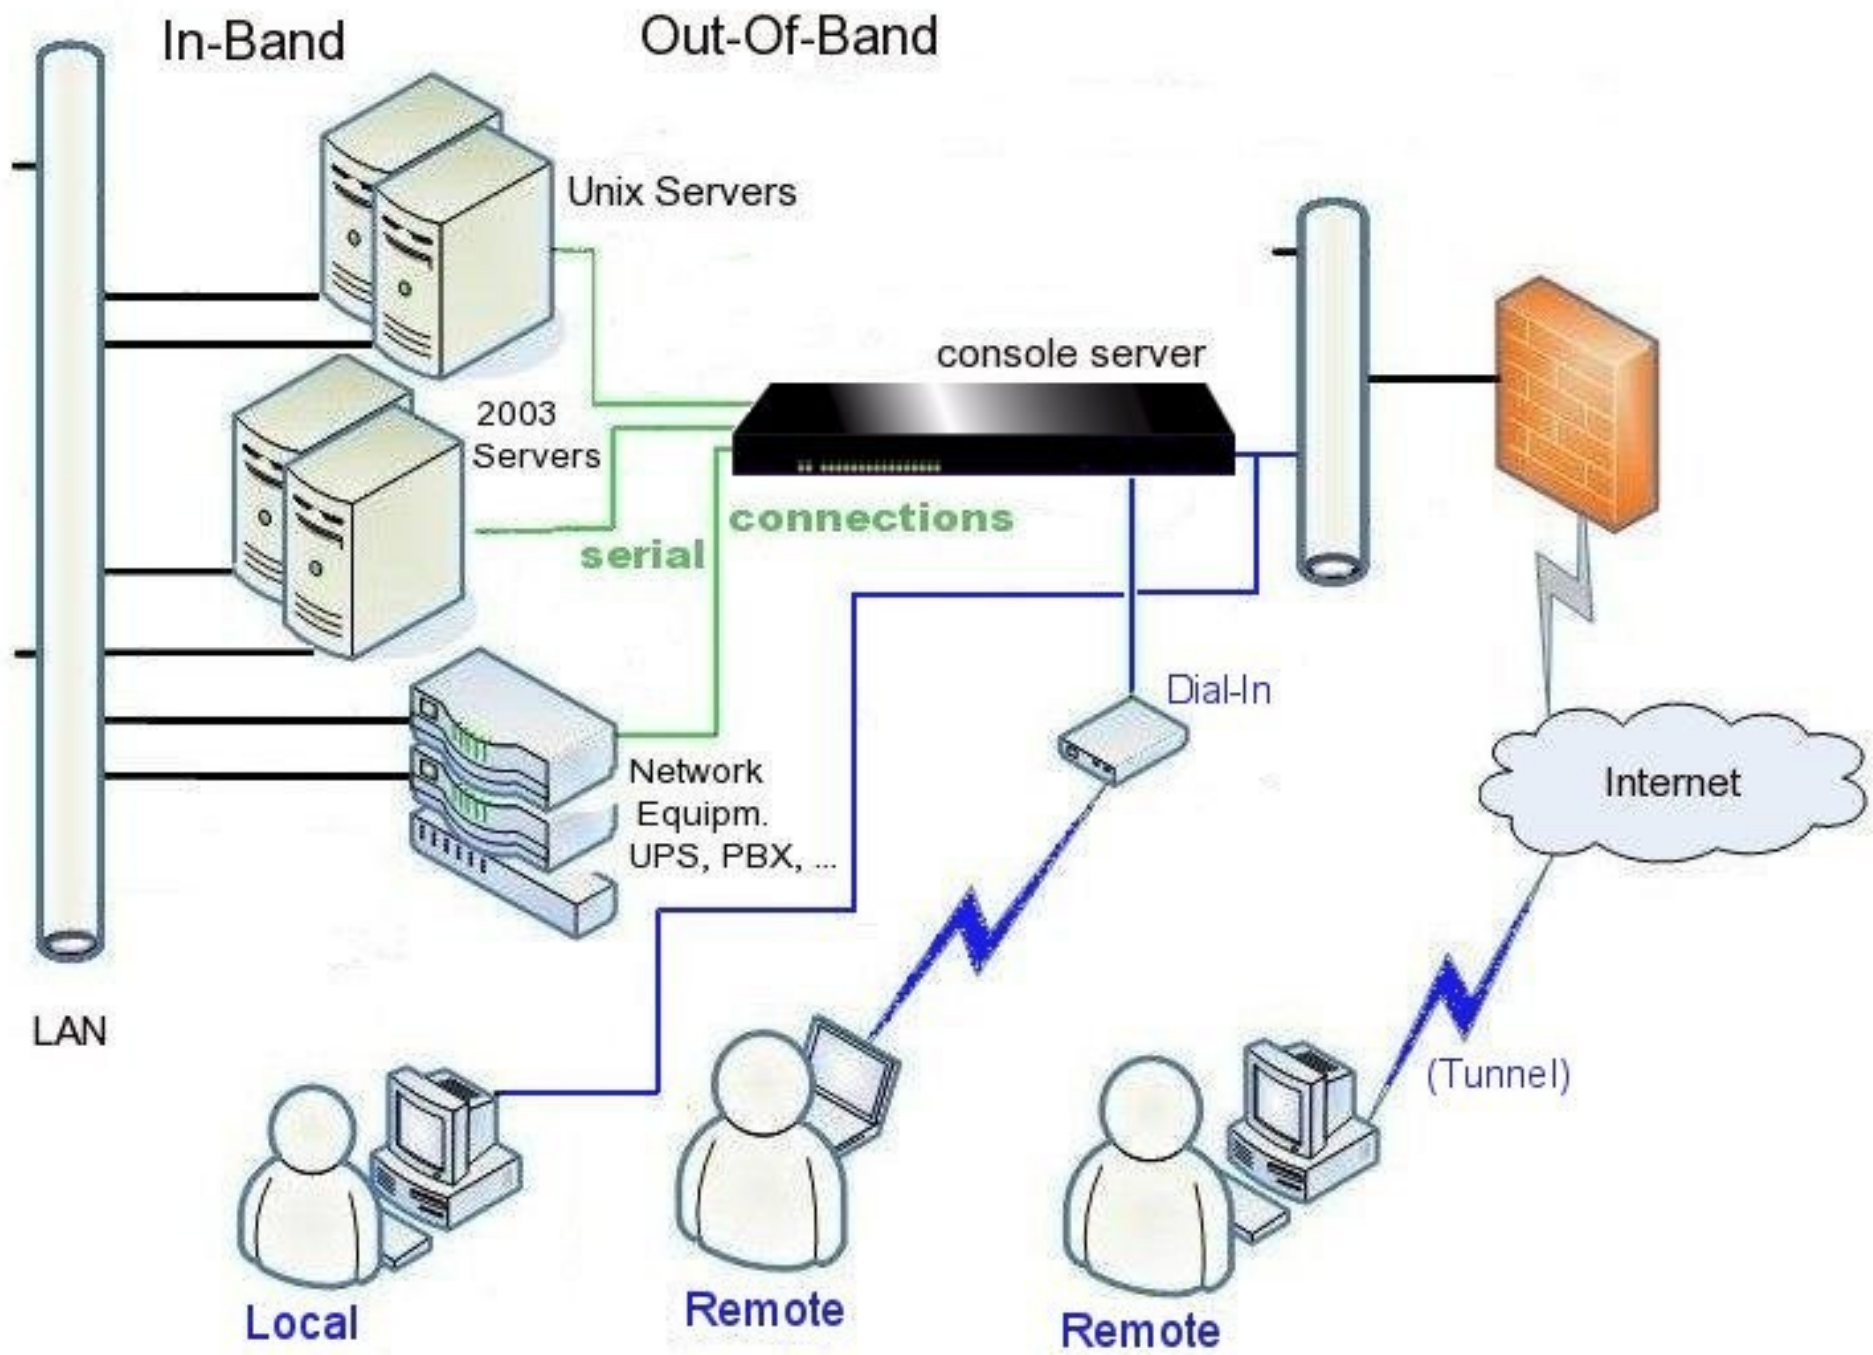 In-Band
Out-Of-Band
Unix Servers
console server
2003
Servers
connections
serial
Dial-In
Network
Equipm.
UPS, PBX, ...
Internet
LAN
(Tunnel)
Local
Remote
Remote